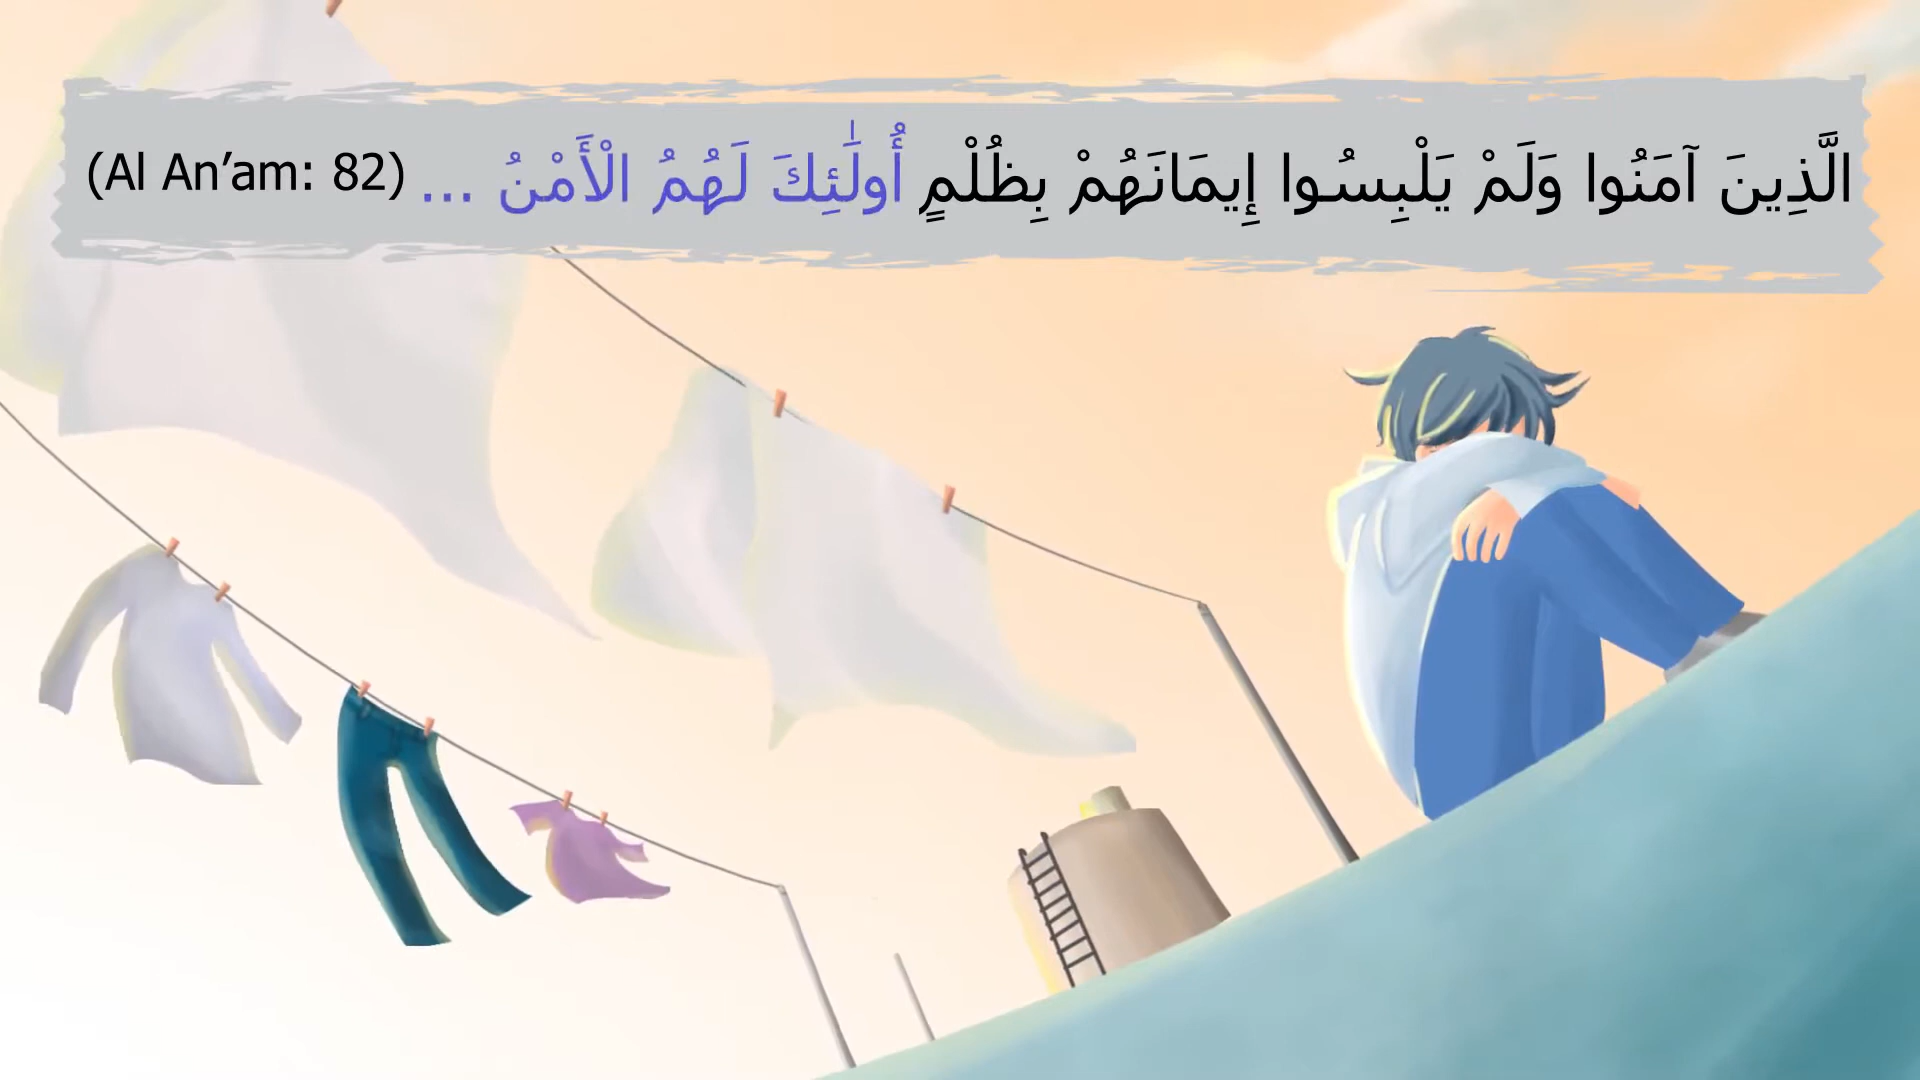 الَّذِينَ آمَنُوا وَلَمْ يَلْبِسُوا إِيمَانَهُمْ بِظُلْمٍ أُولَٰئِكَ لَهُمُ الْأَمْنُ ... (Al An’am: 82)